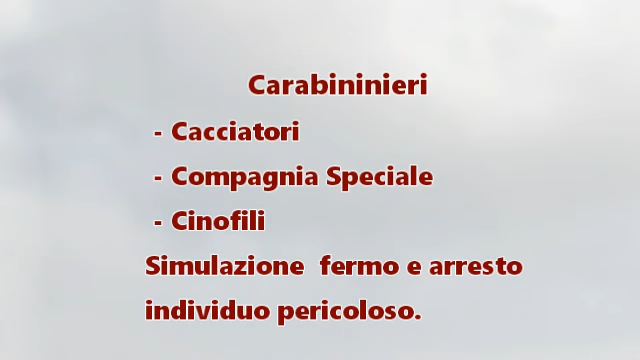 Carabininieri
- Cacciatori
- Compagnia Speciale
- Cinofili
Simulazione fermo e arresto
individuo pericoloso.